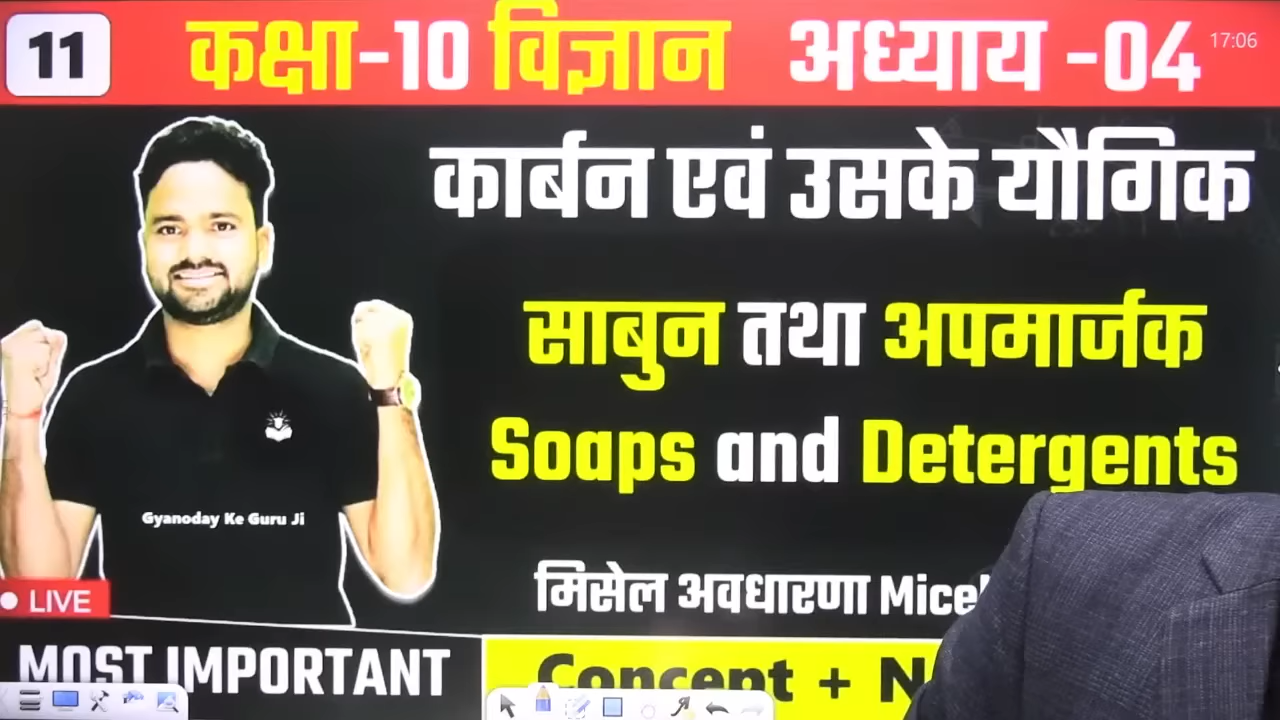 11 कक्षा-10 विज्ञान अध्याय -04 17:06
कार्बन एवं उसके यौगिक
साबुन तथा अपमार्जक
Soaps and Detergents
Gyanoday Ke Guru Ji
मिसेल अवधारणा
LIVE
MOST IMPORTANT
Concept +